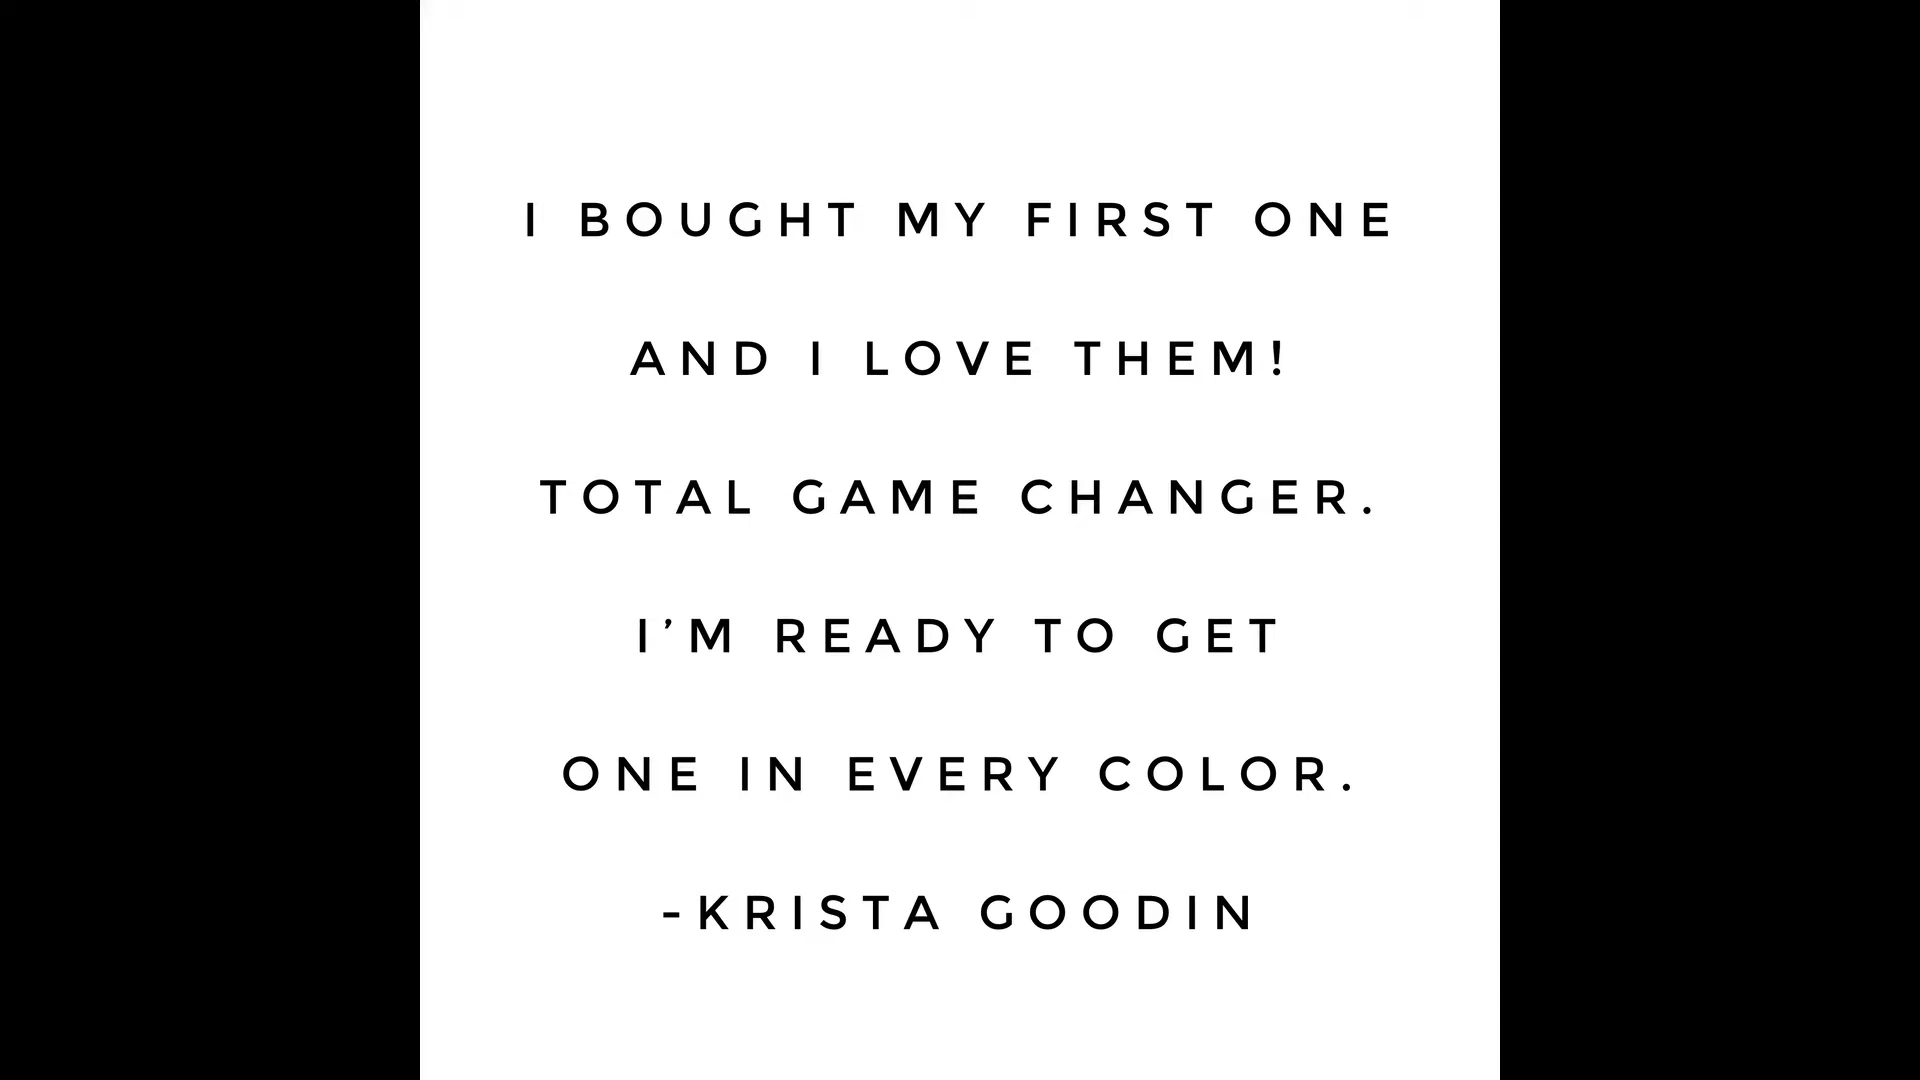 I BOUGHT MY FIRST ONE
AND I LOVE THEM!
TOTAL GAME CHANGER.
I’M READY TO GET
ONE IN EVERY COLOR.
-KRISTA GOODIN